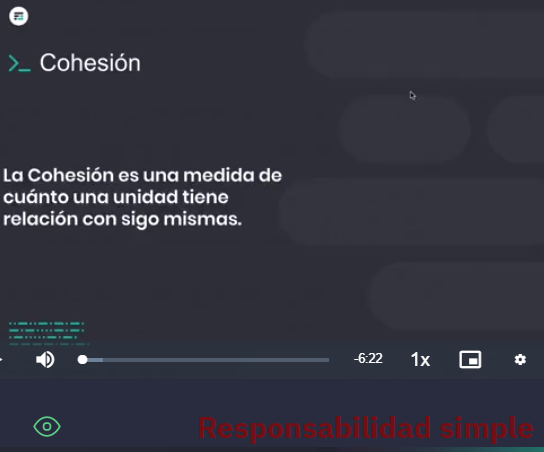 >_ Cohesión
La Cohesión es una medida de
cuánto una unidad tiene
relación con sigo mismas.
-6:22
1x
Responsabilidad simple